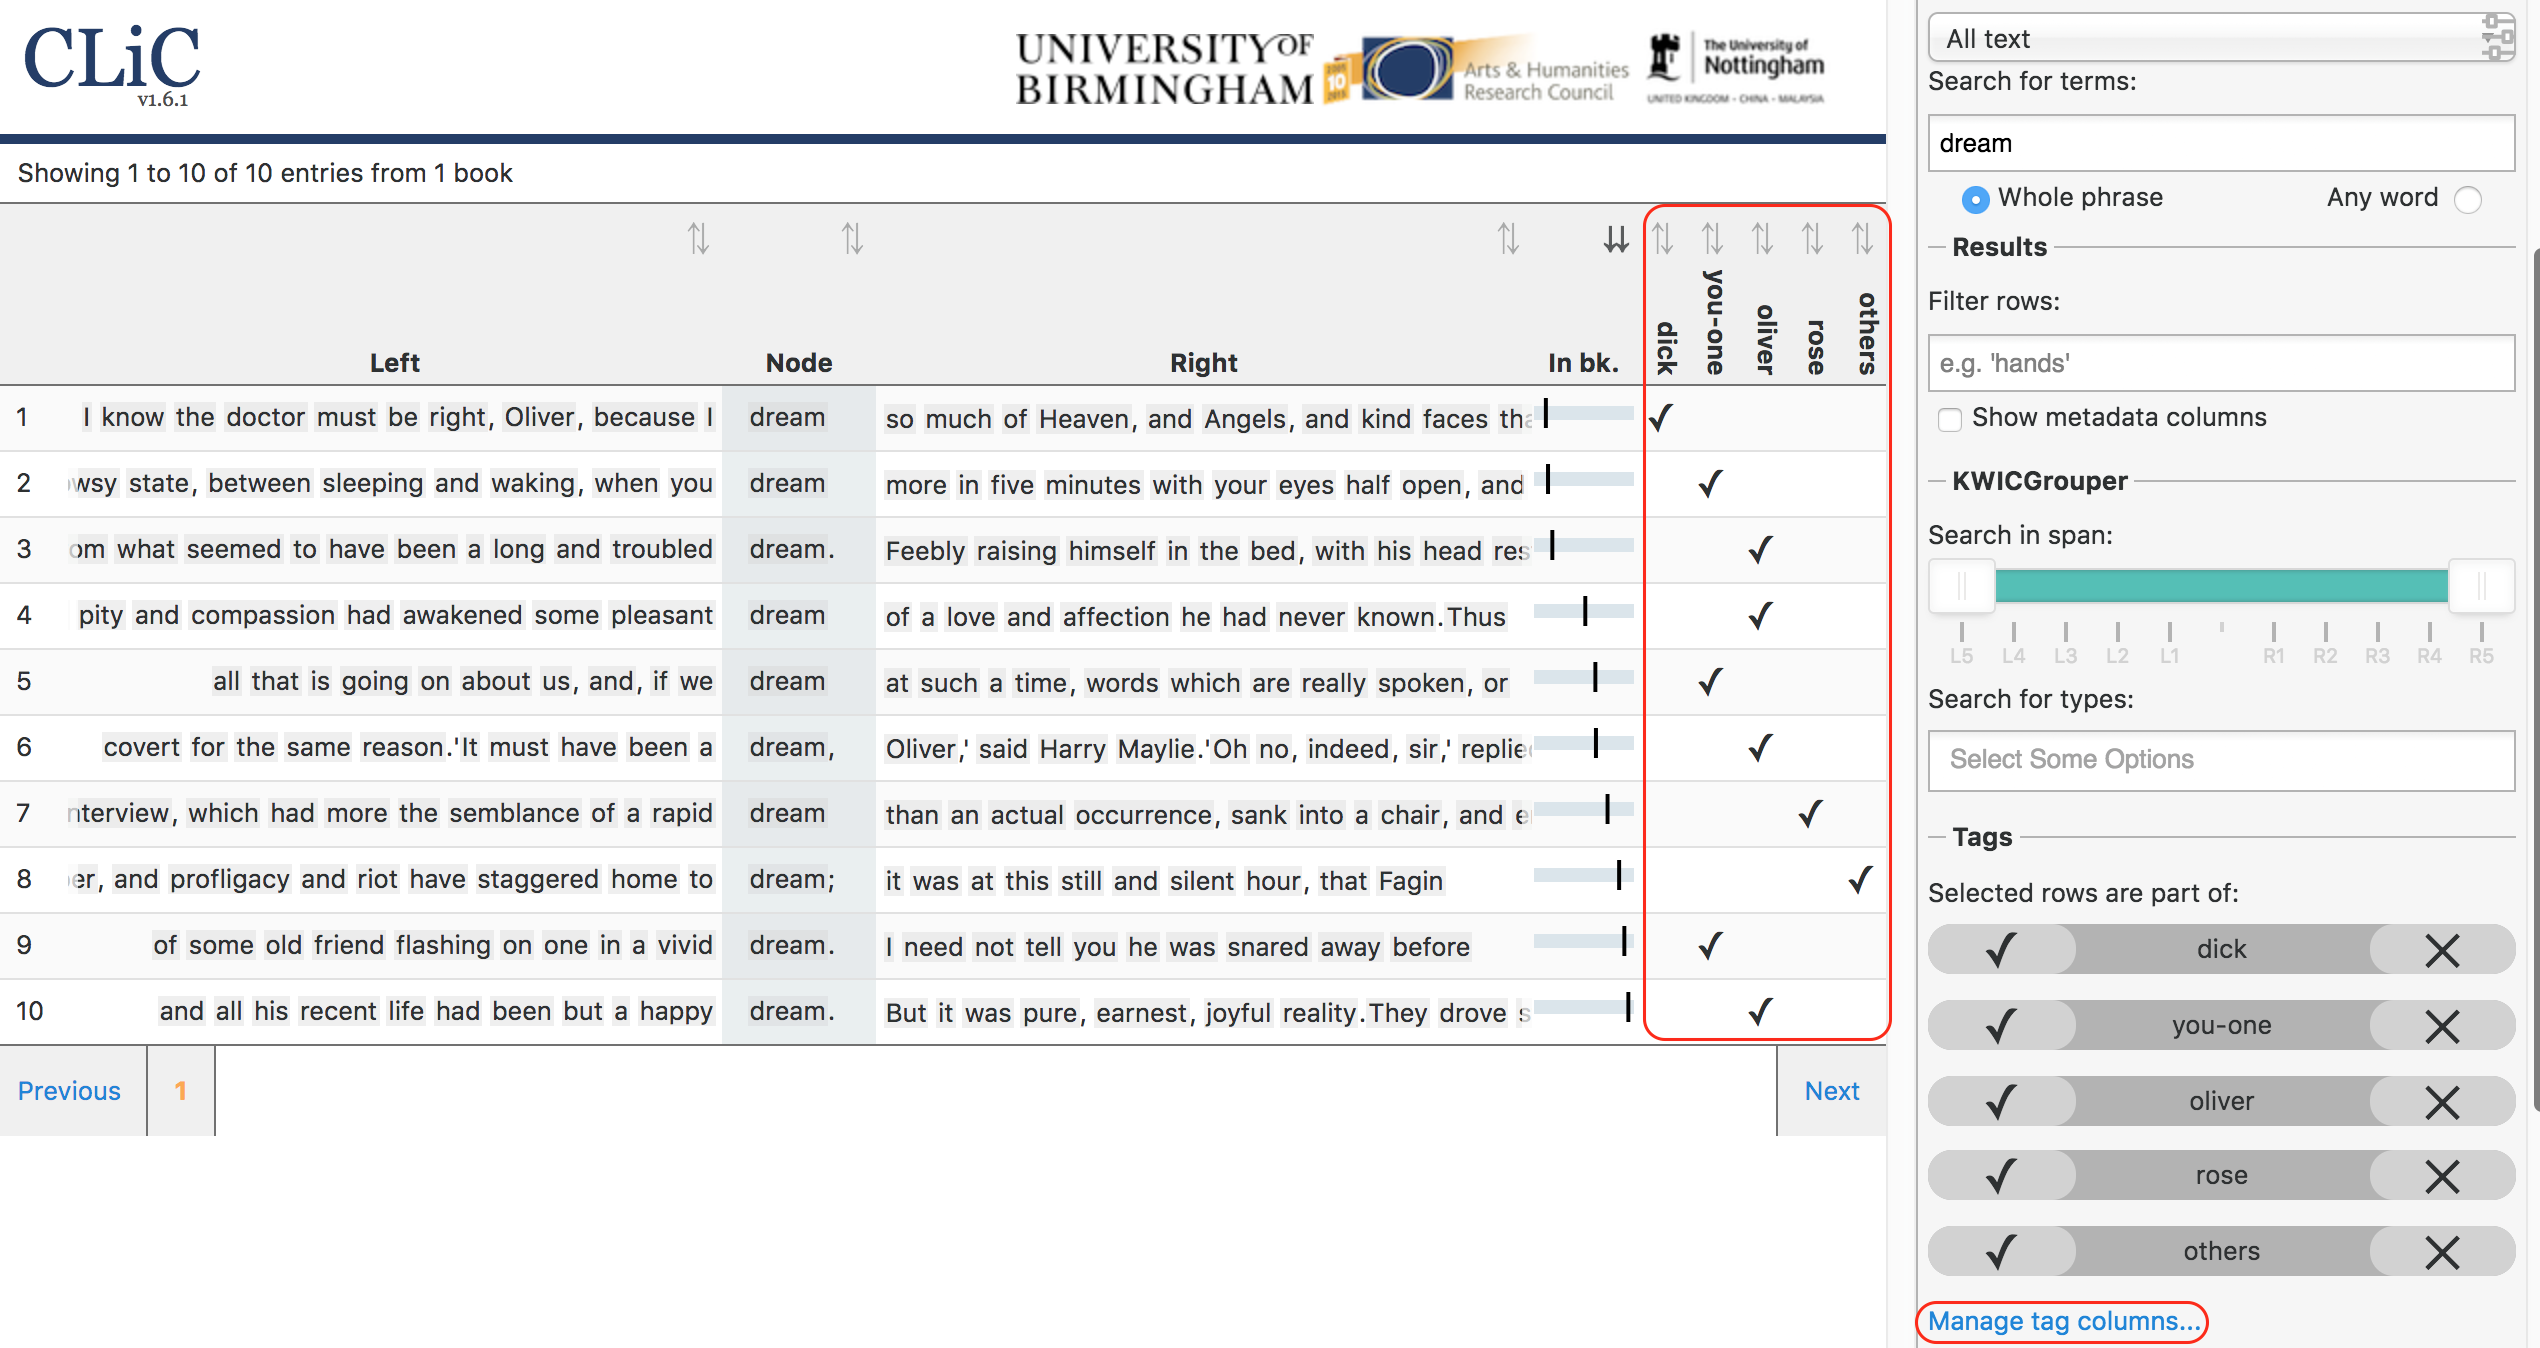 CLiC
v1.6.1
UNIVERSITY OF
BIRMINGHAM
Arts & Humanities
Research Council
The University of
Nottingham
UNITED KINGDOM - CHINA - MALAYSIA
Showing 1 to 10 of 10 entries from 1 book
Left Node Right In bk. dick you-one oliver rose others
1 I know the doctor must be right, Oliver, because I dream so much of Heaven, and Angels, and kind faces tha
2 wsy state, between sleeping and waking, when you dream more in five minutes with your eyes half open, and
3 om what seemed to have been a long and troubled dream. Feebly raising himself in the bed, with his head res
4 pity and compassion had awakened some pleasant dream of a love and affection he had never known.Thus
5 all that is going on about us, and, if we dream at such a time, words which are really spoken, or
6 covert for the same reason.'It must have been a dream, Oliver,' said Harry Maylie.'Oh no, indeed, sir,' replie
7 nterview, which had more the semblance of a rapid dream than an actual occurrence, sank into a chair, and e
8 er, and profligacy and riot have staggered home to dream; it was at this still and silent hour, that Fagin
9 of some old friend flashing on one in a vivid dream. I need not tell you he was snared away before
10 and all his recent life had been but a happy dream. But it was pure, earnest, joyful reality.They drove s
Previous 1 Next
All text
Search for terms:
dream
Whole phrase Any word
Results
Filter rows:
e.g. 'hands'
Show metadata columns
KWICGrouper
Search in span:
L5 L4 L3 L2 L1 R1 R2 R3 R4 R5
Search for types:
Select Some Options
Tags
Selected rows are part of:
dick
you-one
oliver
rose
others
Manage tag columns...